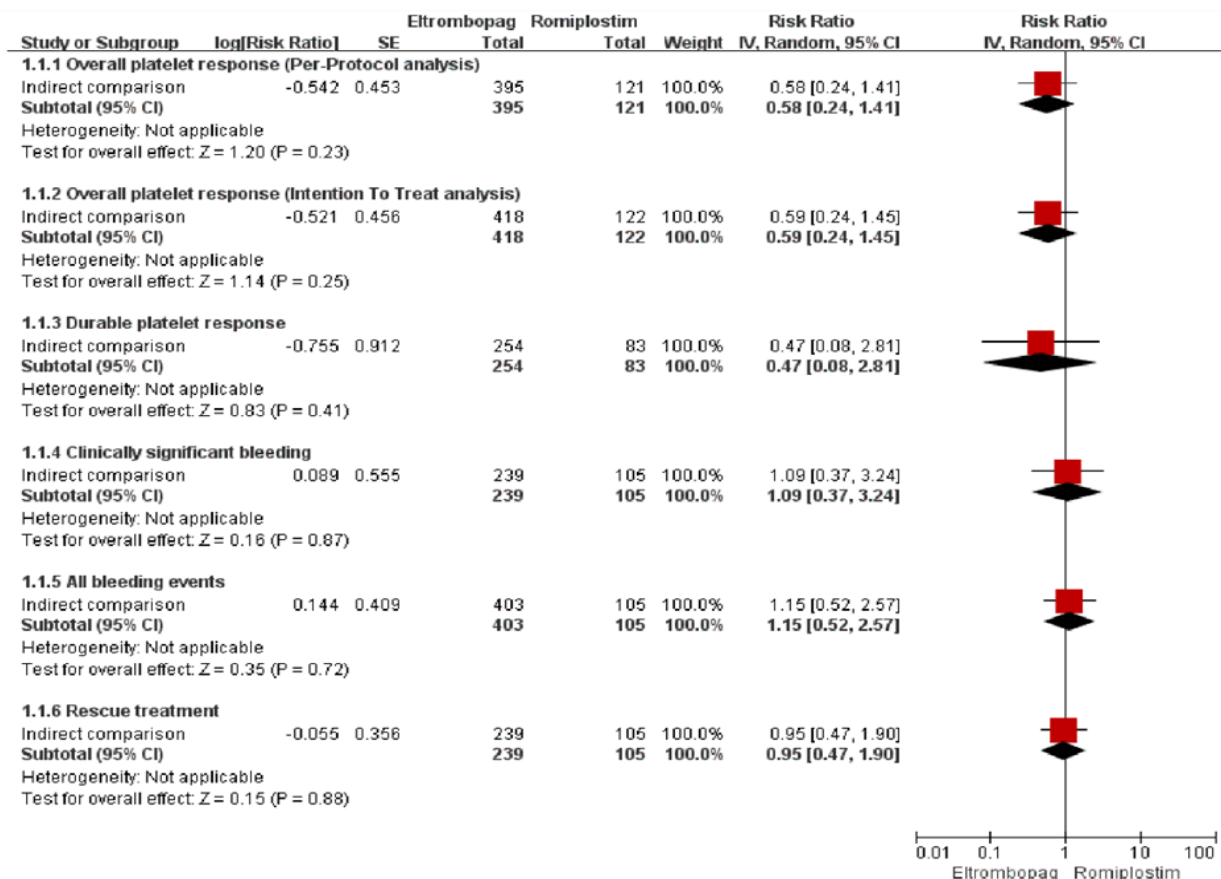 Eltrombopag Romiplostim Risk Ratio Risk Ratio
Study or Subgroup log[Risk Ratio] SE Total Total Weight IV, Random, 95% CI IV, Random, 95% CI
1.1.1 Overall platelet response (Per-Protocol analysis)
Indirect comparison -0.542 0.453 395 121 100.0% 0.58 [0.24, 1.41]
Subtotal (95% CI) 395 121 100.0% 0.58 [0.24, 1.41]
Heterogeneity: Not applicable
Test for overall effect: Z = 1.20 (P = 0.23)
1.1.2 Overall platelet response (Intention To Treat analysis)
Indirect comparison -0.521 0.456 418 122 100.0% 0.59 [0.24, 1.45]
Subtotal (95% CI) 418 122 100.0% 0.59 [0.24, 1.45]
Heterogeneity: Not applicable
Test for overall effect: Z = 1.14 (P = 0.25)
1.1.3 Durable platelet response
Indirect comparison -0.755 0.912 254 83 100.0% 0.47 [0.08, 2.81]
Subtotal (95% CI) 254 83 100.0% 0.47 [0.08, 2.81]
Heterogeneity: Not applicable
Test for overall effect: Z = 0.83 (P = 0.41)
1.1.4 Clinically significant bleeding
Indirect comparison 0.089 0.555 239 105 100.0% 1.09 [0.37, 3.24]
Subtotal (95% CI) 239 105 100.0% 1.09 [0.37, 3.24]
Heterogeneity: Not applicable
Test for overall effect: Z = 0.16 (P = 0.87)
1.1.5 All bleeding events
Indirect comparison 0.144 0.409 403 105 100.0% 1.15 [0.52, 2.57]
Subtotal (95% CI) 403 105 100.0% 1.15 [0.52, 2.57]
Heterogeneity: Not applicable
Test for overall effect: Z = 0.35 (P = 0.72)
1.1.6 Rescue treatment
Indirect comparison -0.055 0.356 239 105 100.0% 0.95 [0.47, 1.90]
Subtotal (95% CI) 239 105 100.0% 0.95 [0.47, 1.90]
Heterogeneity: Not applicable
Test for overall effect: Z = 0.15 (P = 0.88)
0.01 0.1 1 10 100
Eltrombopag Romiplostim